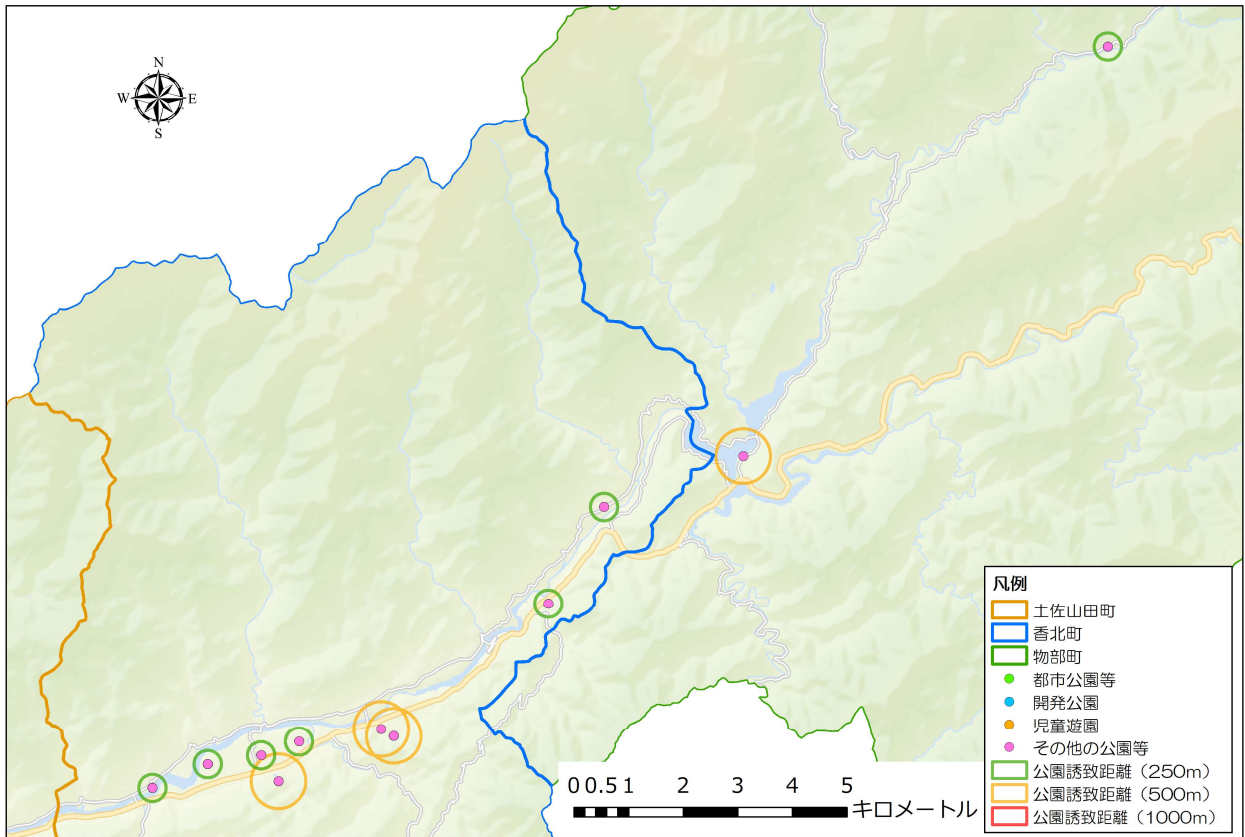 N
W E
S
凡例
土佐山田町
香北町
物部町
都市公園等
開発公園
児童遊園
その他の公園等
公園誘致距離（250m）
公園誘致距離（500m）
公園誘致距離（1000m）
0 0.5 1 2 3 4 5
キロメートル